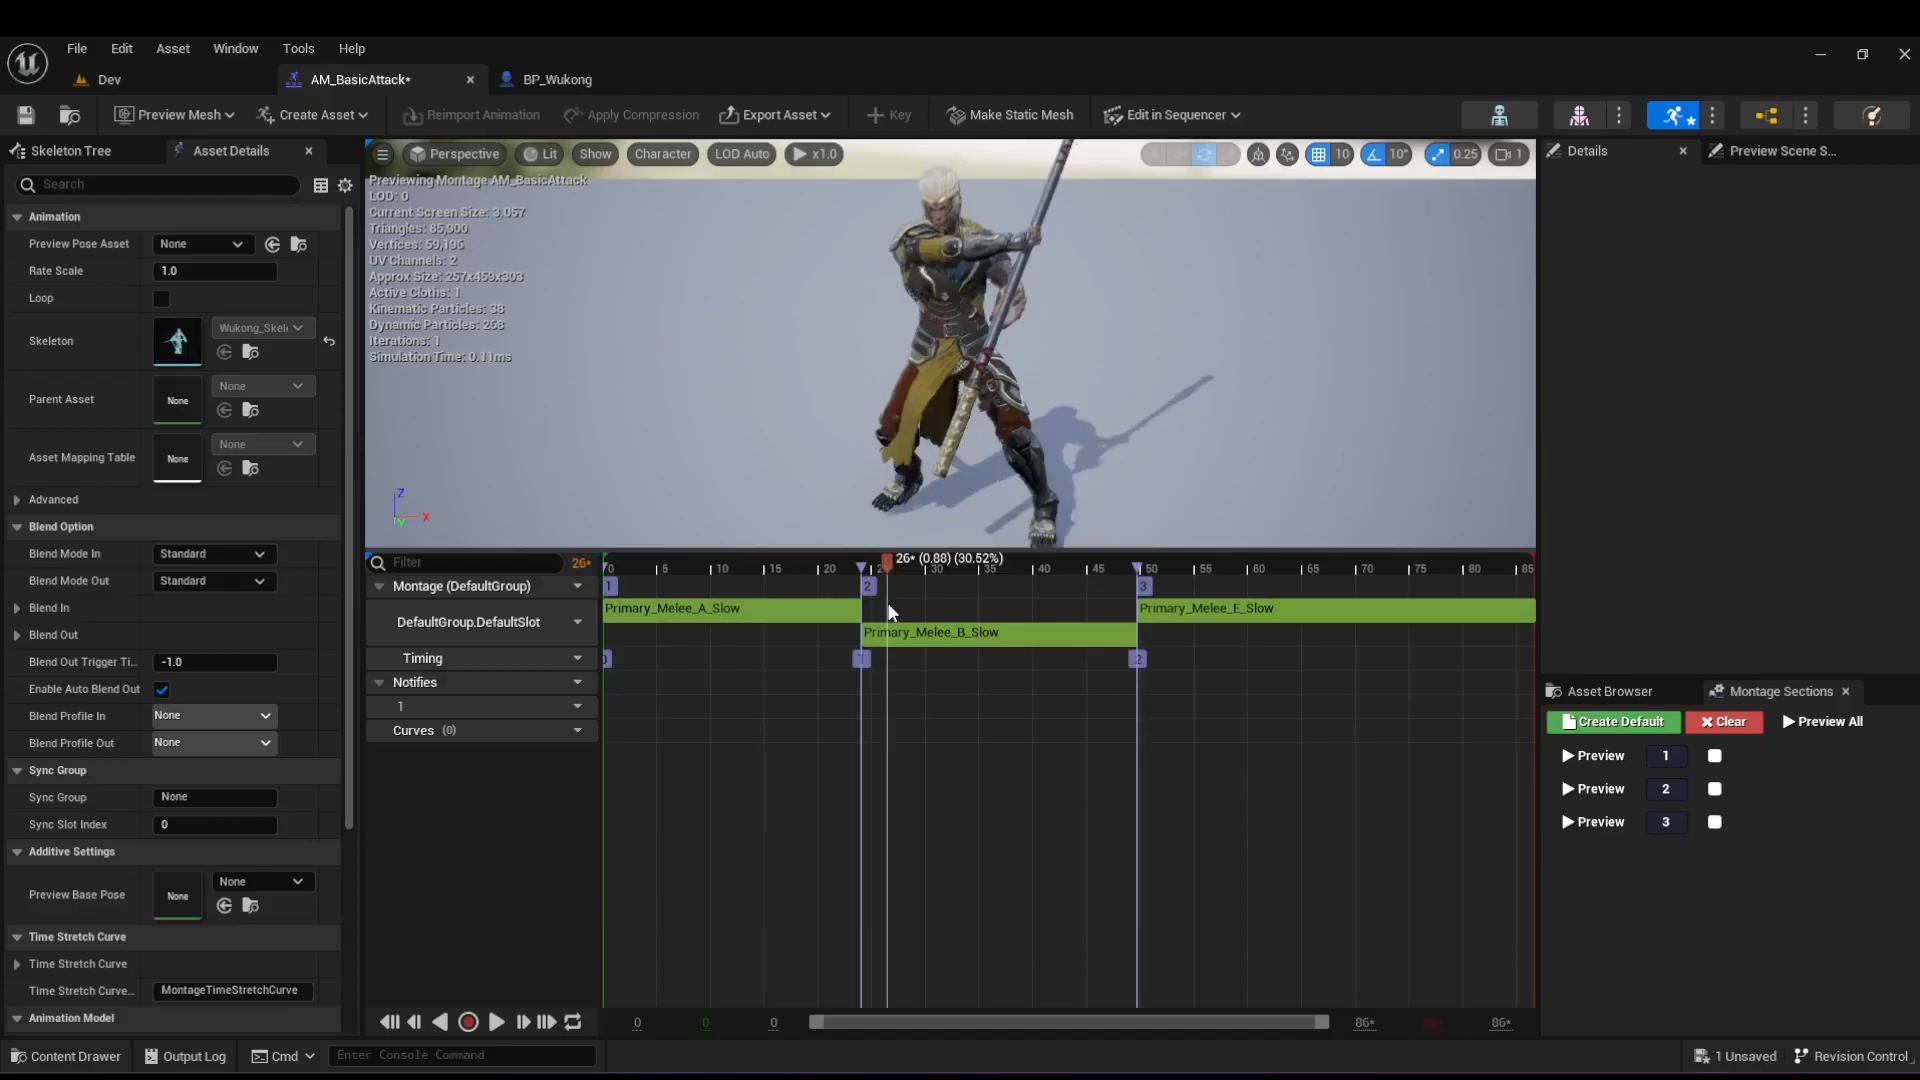 File Edit Asset Window Tools Help
Dev AM_BasicAttack* BP_Wukong
Preview Mesh Create Asset Reimport Animation Apply Compression Export Asset Key Make Static Mesh Edit in Sequencer
Skeleton Tree Asset Details
Search
Animation
Preview Pose Asset None
Rate Scale 1.0
Loop
Skeleton Wukong_Skel
Parent Asset None None
Asset Mapping Table None None
Advanced
Blend Option
Blend Mode In Standard
Blend Mode Out Standard
Blend In
Blend Out
Blend Out Trigger Ti... -1.0
Enable Auto Blend Out
Blend Profile In None
Blend Profile Out None
Sync Group
Sync Group None
Sync Slot Index 0
Additive Settings
Preview Base Pose None None
Time Stretch Curve
Time Stretch Curve
Time Stretch Curve... MontageTimeStretchCurve
Animation Model
Perspective Lit Show Character LOD Auto x1.0 10 10° 0.25 1
Previewing Montage AM_BasicAttack
LOD: 0
Current Screen Size: 3.057
Triangles: 85,900
Vertices: 59,196
UV Channels: 2
Approx Size: 257x459x303
Active Cloths: 1
Kinematic Particles: 38
Dynamic Particles: 268
Iterations: 1
Simulation Time: 0.11ms
Z
X
Y
Filter 26* 26* (0.88) (30.52%)
0 5 10 15 20 30 35 40 45 50 55 60 65 70 75 80 85
Montage (DefaultGroup) 1 2 3
Primary_Melee_A_Slow Primary_Melee_E_Slow
DefaultGroup.DefaultSlot
Primary_Melee_B_Slow
Timing 0 1 2
Notifies
1
Curves (0)
0 0 0 86* 86*
Details Preview Scene S...
Asset Browser Montage Sections
Create Default Clear Preview All
Preview 1
Preview 2
Preview 3
Content Drawer Output Log Cmd Enter Console Command 1 Unsaved Revision Control